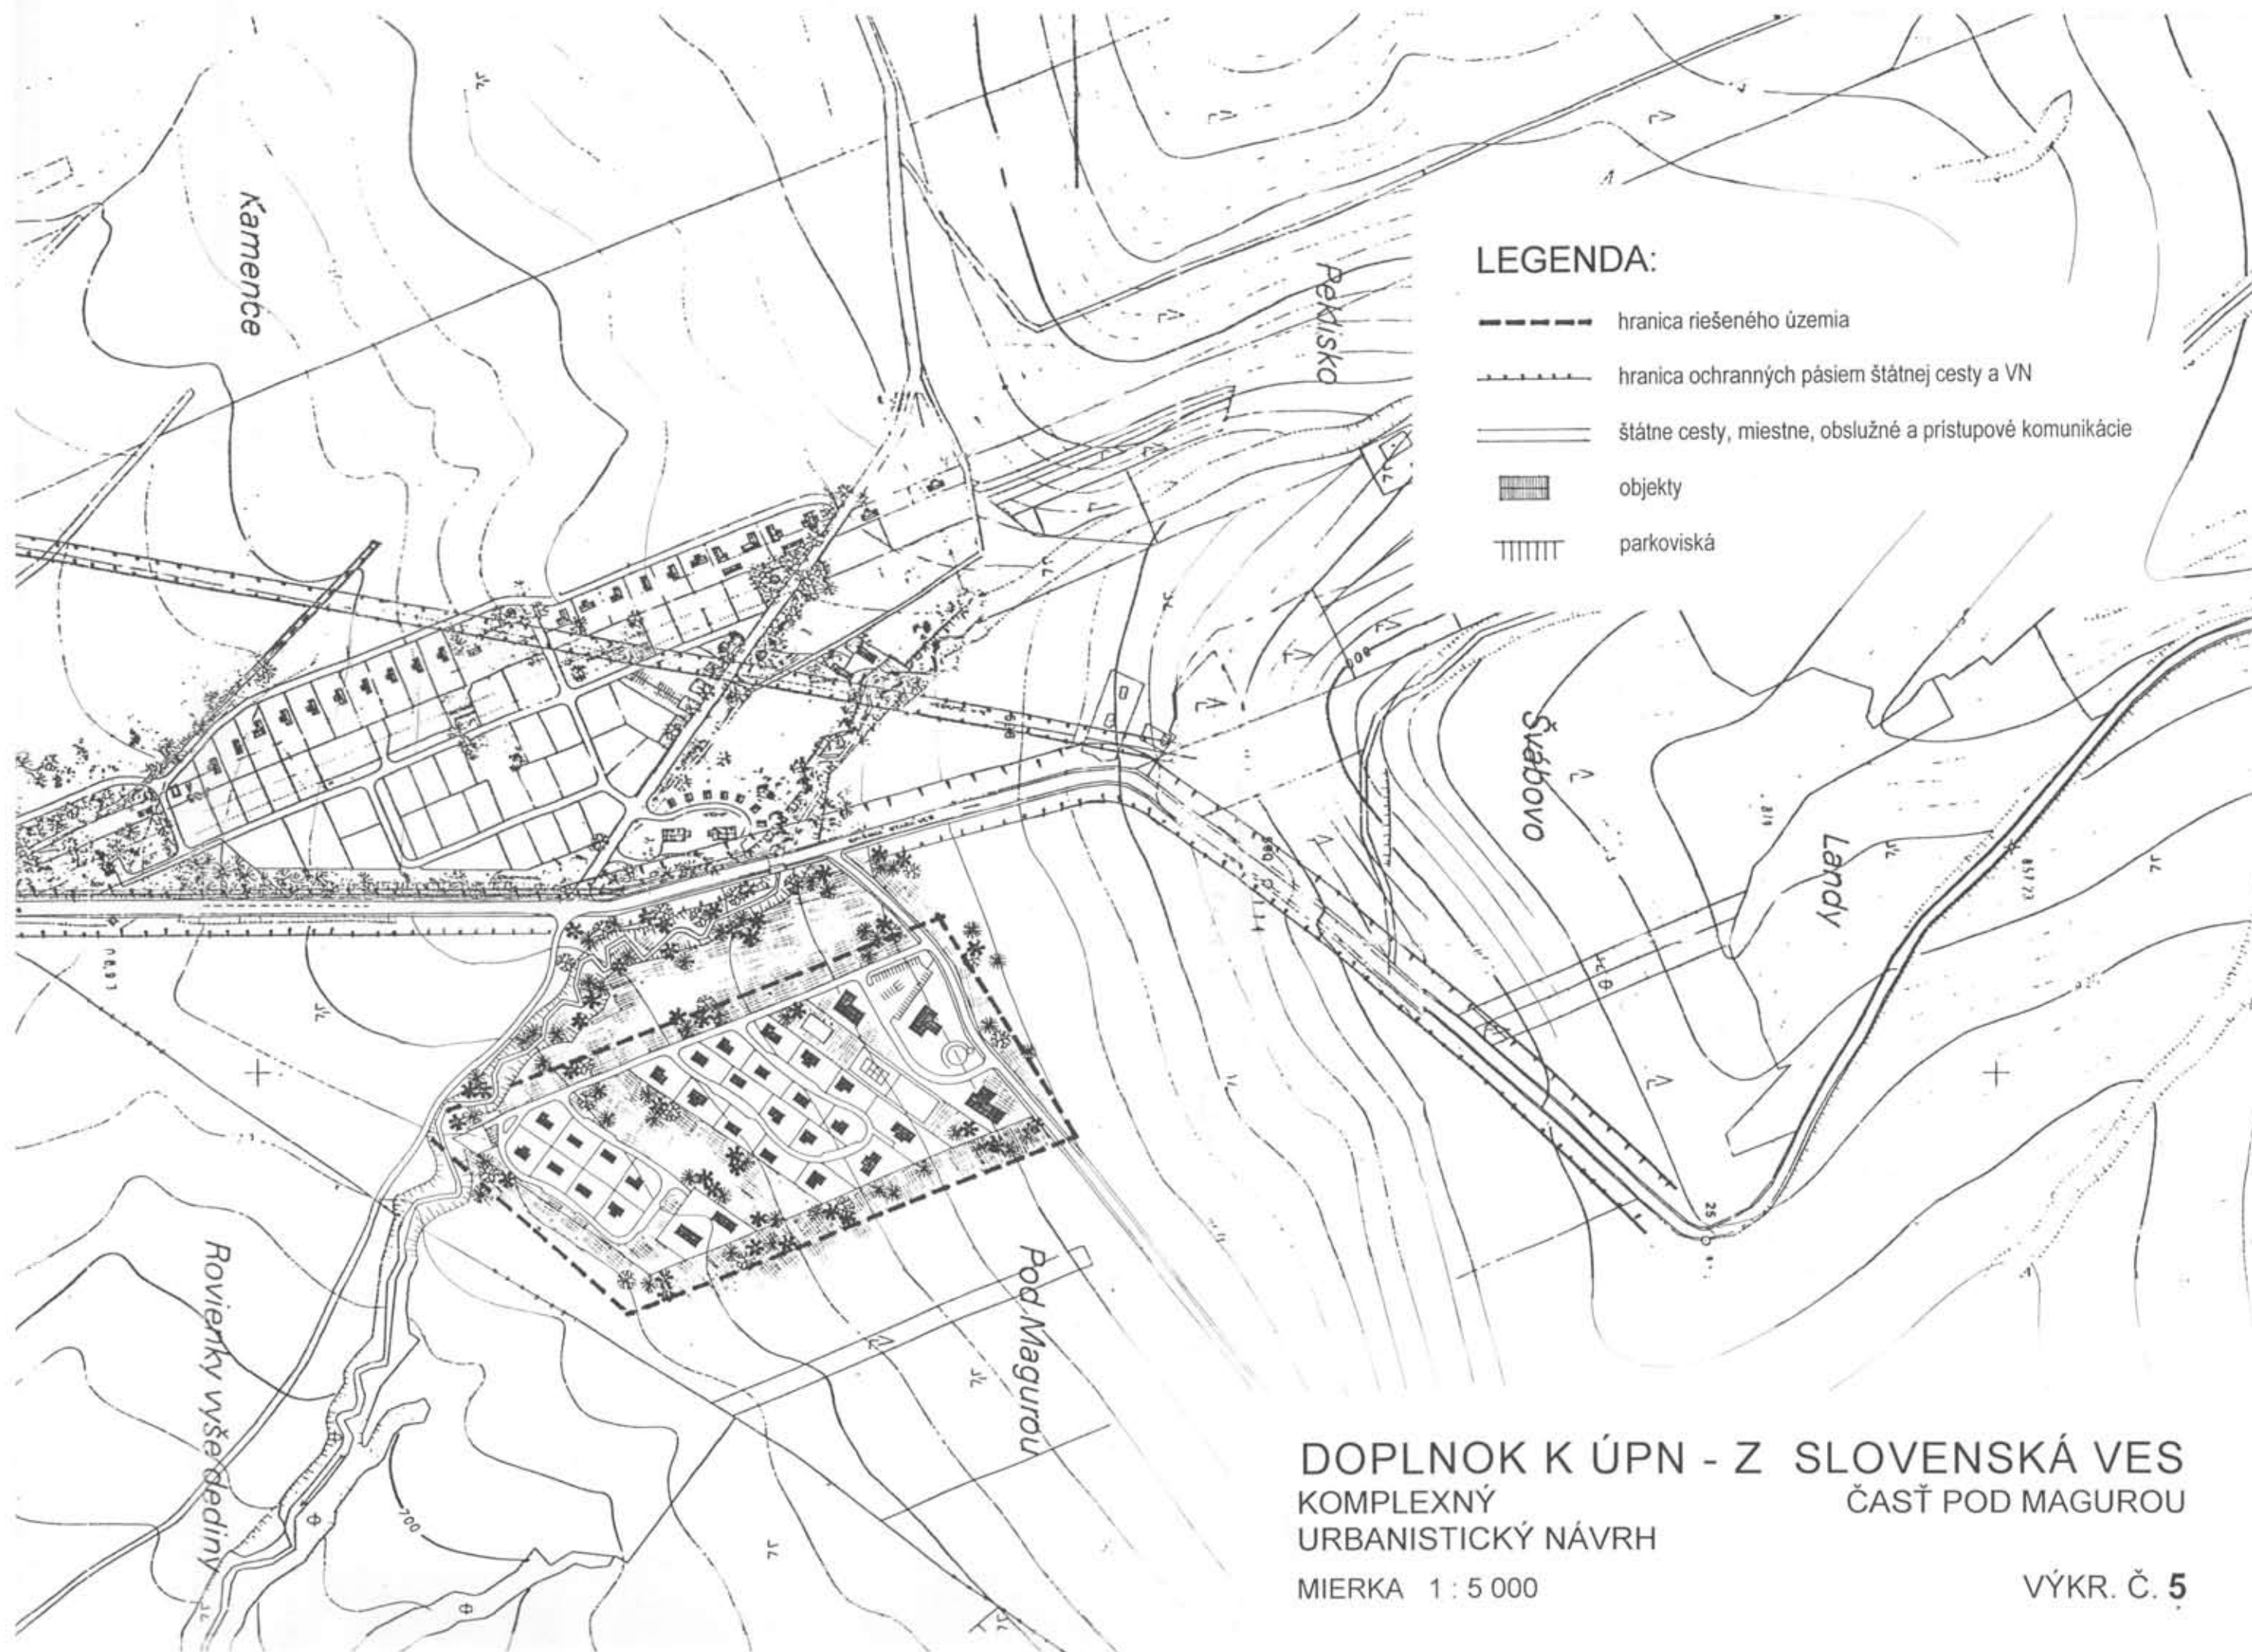 Kamence
Peklisko
LEGENDA:
hranica riešeného územia
hranica ochranných pásiem štátnej cesty a VN
štátne cesty, miestne, obslužné a prístupové komunikácie
objekty
parkoviská
Švábovo
Landy
25
Pod Magurou
Rovienky vyše dediny
700
DOPLNOK K ÚPN - Z SLOVENSKÁ VES
KOMPLEXNÝ
ČASŤ POD MAGUROU
URBANISTICKÝ NÁVRH
MIERKA 1 : 5 000
VÝKR. Č. 5